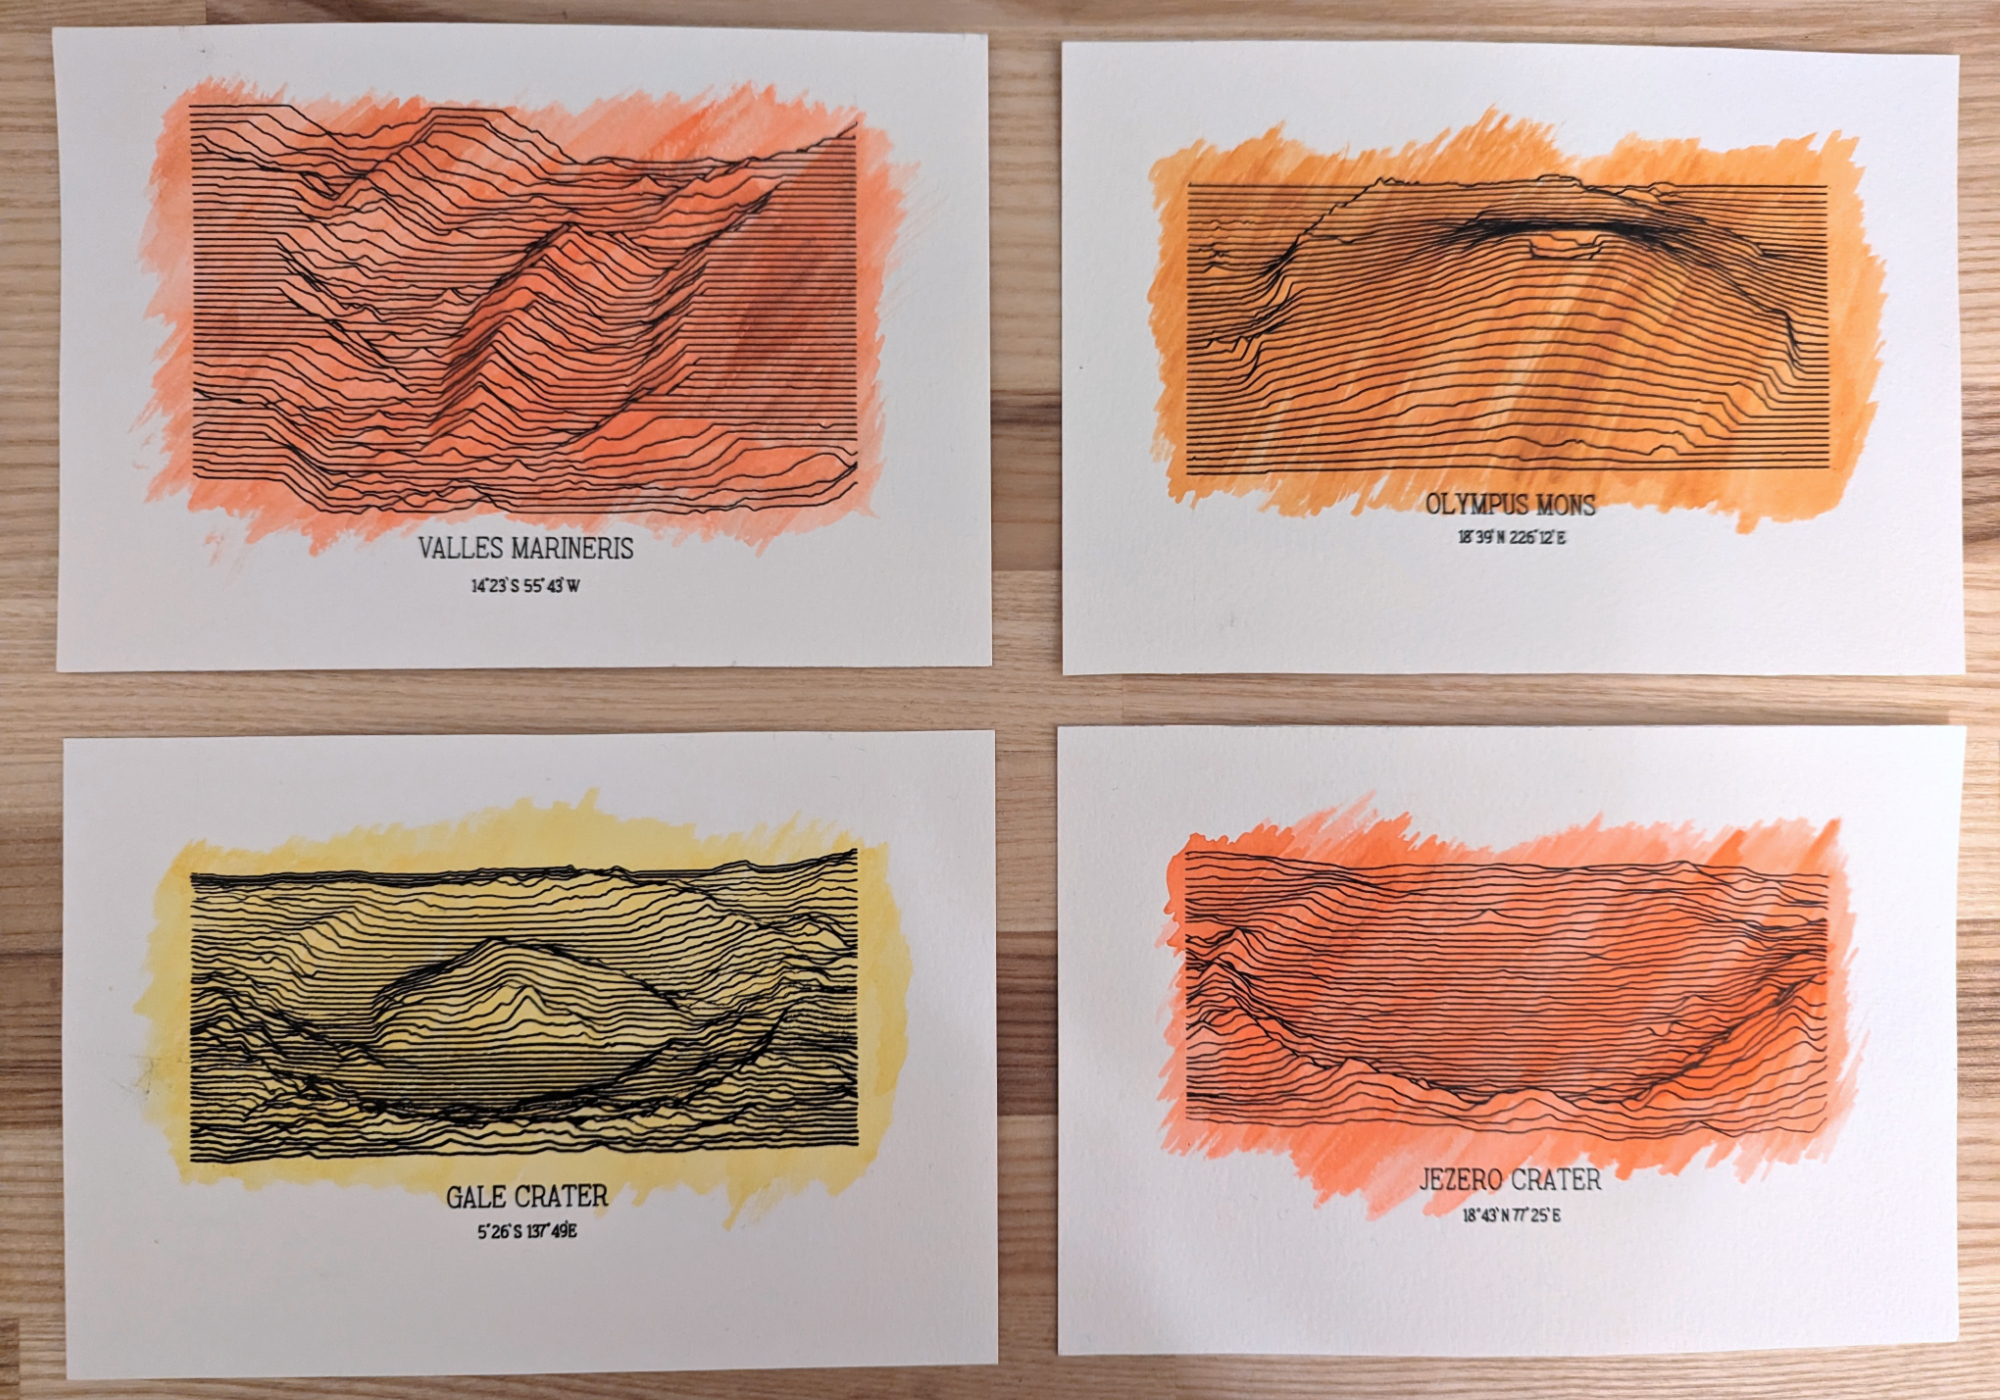 VALLES MARINERIS
14°23'S 55°43'W
OLYMPUS MONS
18°39'N 226°12'E
GALE CRATER
5°26'S 137°49'E
JEZERO CRATER
18°43'N 77°25'E